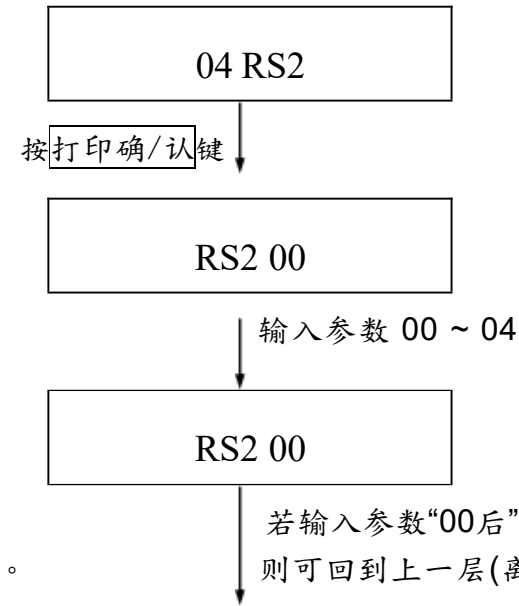 04 RS2
按打印确/认键
RS2 00
输入参数 00 ~ 04
RS2 00
若输入参数“00后”
。 则可回到上一层(离